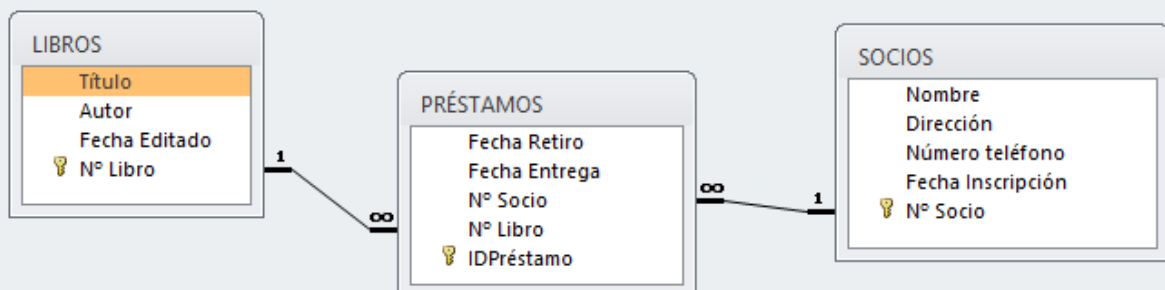 LIBROS
Título
Autor
Fecha Editado
Nº Libro
1
∞
PRÉSTAMOS
Fecha Retiro
Fecha Entrega
Nº Socio
Nº Libro
IDPréstamo
∞
1
SOCIOS
Nombre
Dirección
Número teléfono
Fecha Inscripción
Nº Socio